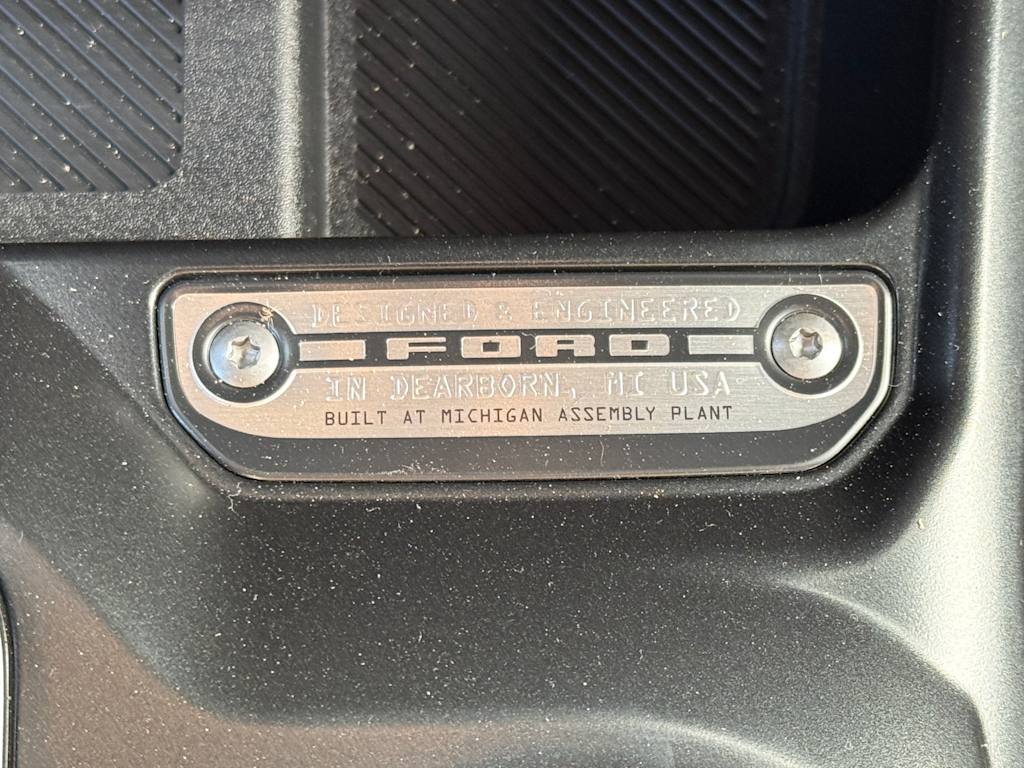 DESIGNED & ENGINEERED
FORD
IN DEARBORN, MI USA
BUILT AT MICHIGAN ASSEMBLY PLANT